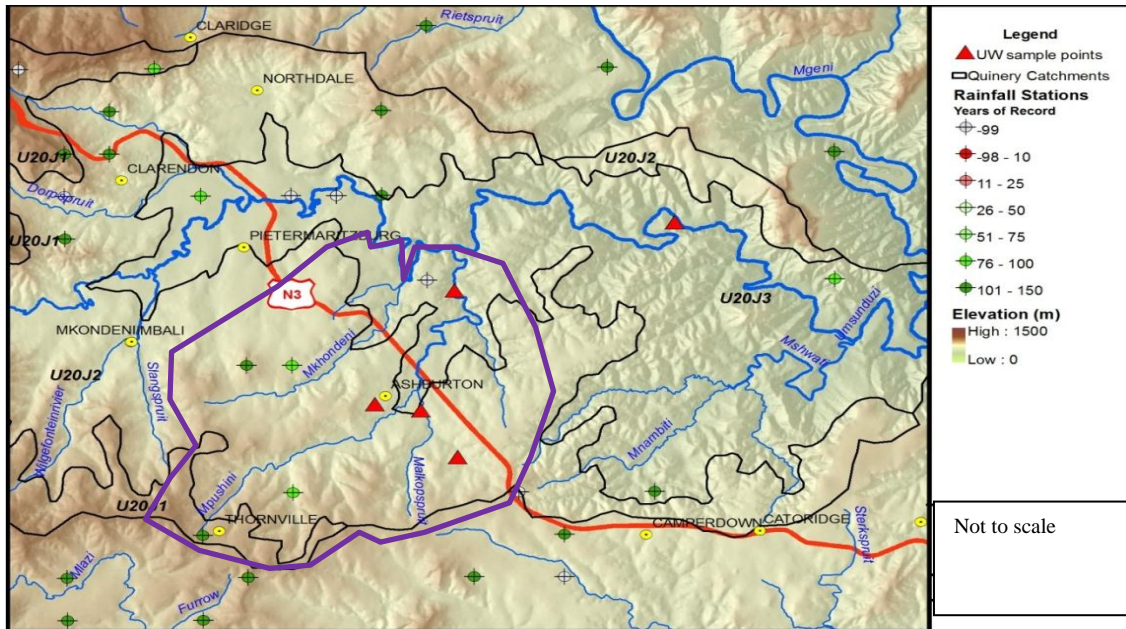 CLARIDGE
Rietspruit
NORTHDALE
Mgeni
U20J1
CLARENDON
U20J2
Dorpspruit
U20J1
PIETERMARITZBURG
N3
U20J3
Umsunduzi
MKONDENI
MBALI
Mshwati
U20J2
Slangspruit
Mkhondeni
ASHBURTON
Wilgefonteinrivier
Mnambiti
Mpushini
Malkopspruit
U20J1
THORNVILLE
CAMPERDOWN
CATORIDGE
Sterkspruit
Mlazi
Furrow
Legend
UW sample points
Quinery Catchments
Rainfall Stations
Years of Record
-99
-98 - 10
11 - 25
26 - 50
51 - 75
76 - 100
101 - 150
Elevation (m)
High : 1500
Low : 0
Not to scale